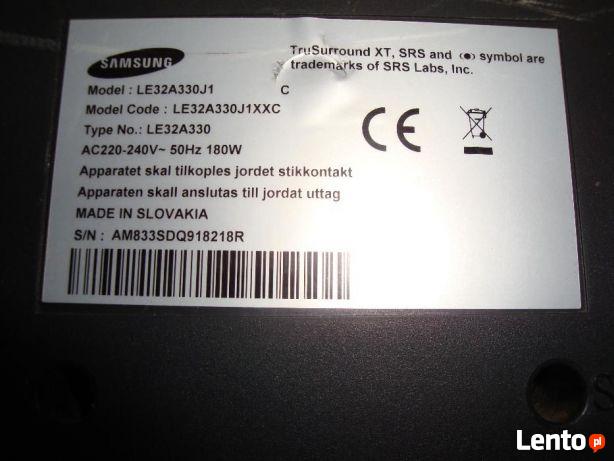 SAMSUNG
TruSurround XT, SRS and (●) symbol are
trademarks of SRS Labs, Inc.
Model : LE32A330J1 C
Model Code : LE32A330J1XXC
Type No.: LE32A330
AC220-240V~ 50Hz 180W
Apparatet skal tilkoples jordet stikkontakt
Apparaten skall anslutas till jordat uttag
MADE IN SLOVAKIA
S/N : AM833SDQ918218R
CE
Lento.pl